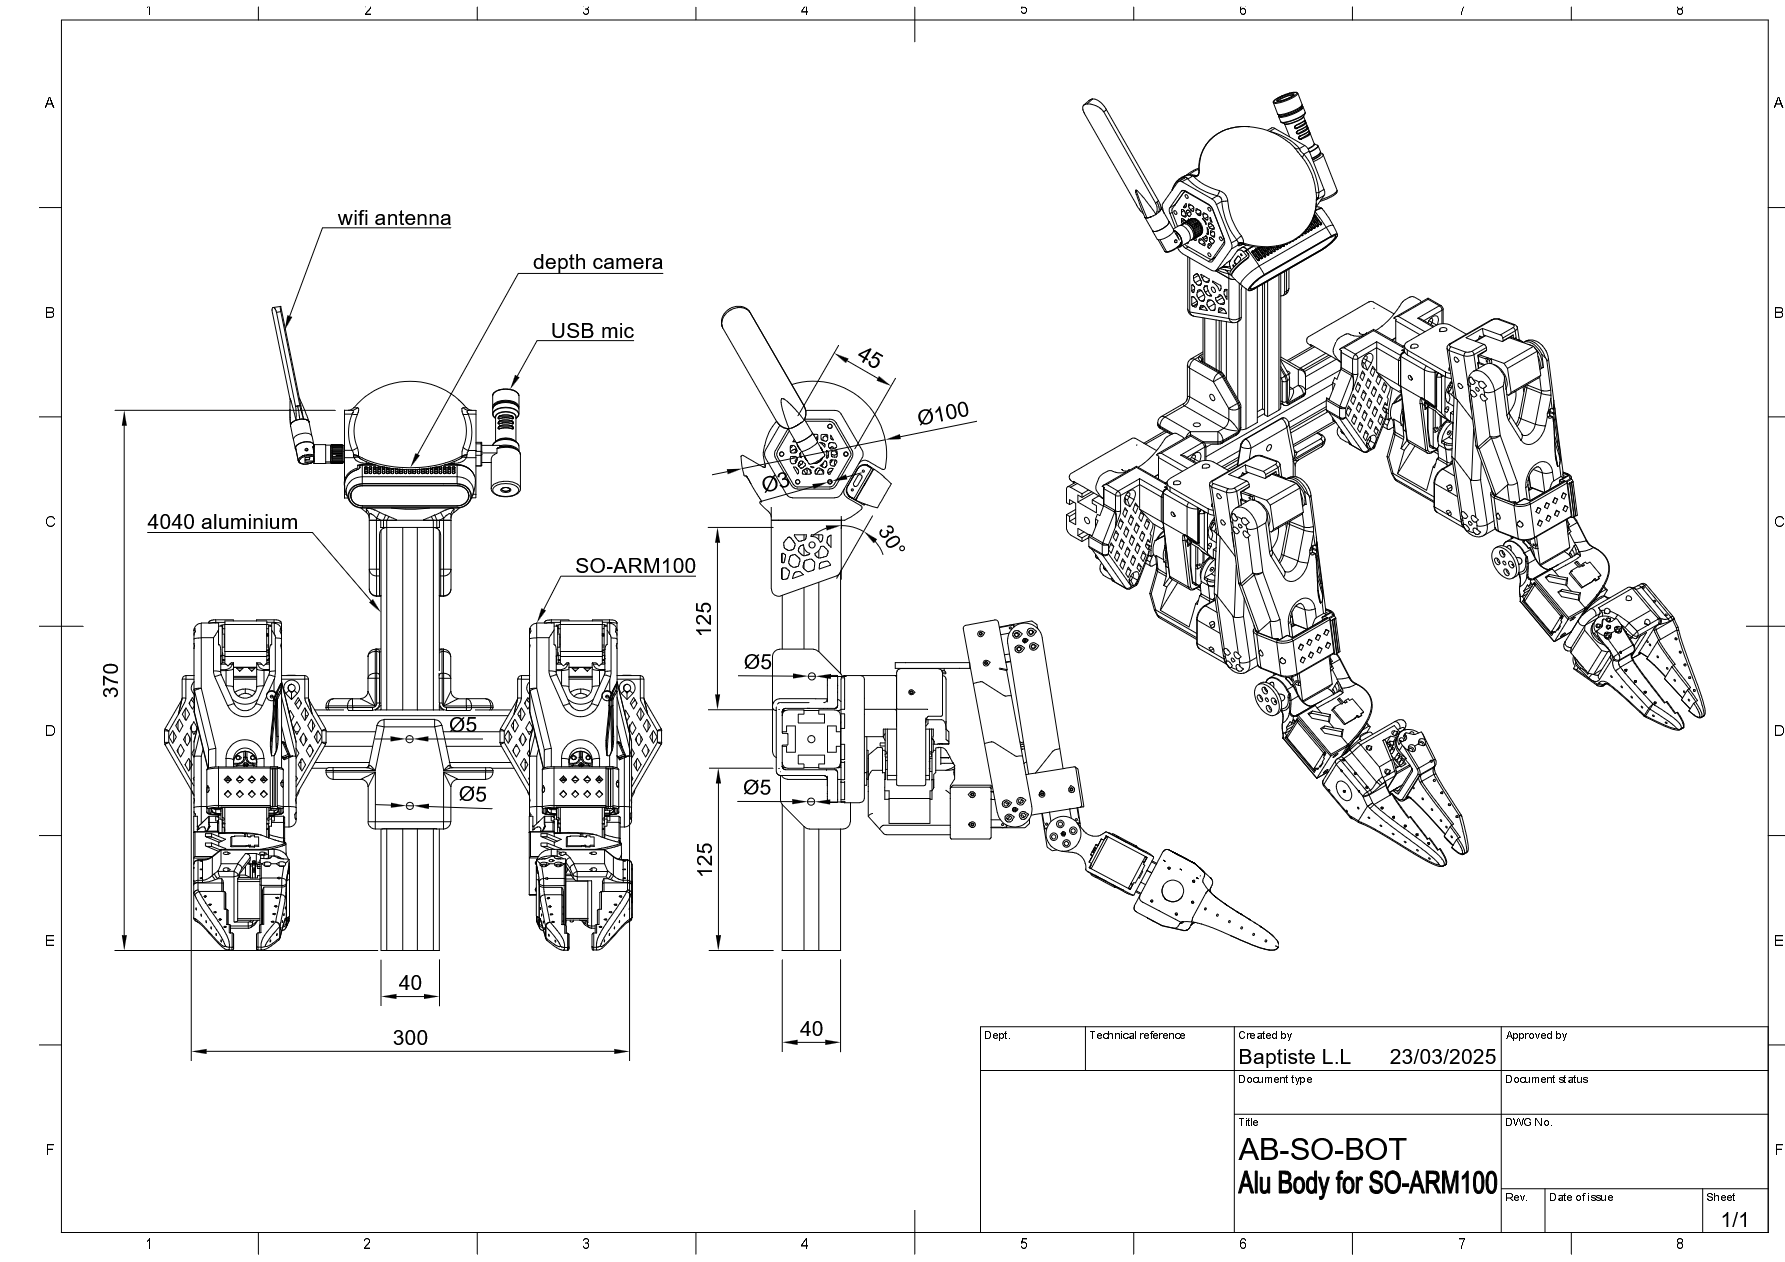 1 2 3 4 5 6 7 8
A A
wifi antenna
depth camera
B B
USB mic
45
Ø100
Ø3
C C
4040 aluminium
30°
SO-ARM100
125
370
Ø5
Ø5
D D
Ø5
Ø5
125
E E
40
300
40
Dept.
Technical reference
Created by
Baptiste L.L 23/03/2025
Approved by
Document type
Document status
Title
AB-SO-BOT
Alu Body for SO-ARM100
DWG No.
F F
Rev.
Date of issue
Sheet
1/1
1 2 3 4 5 6 7 8